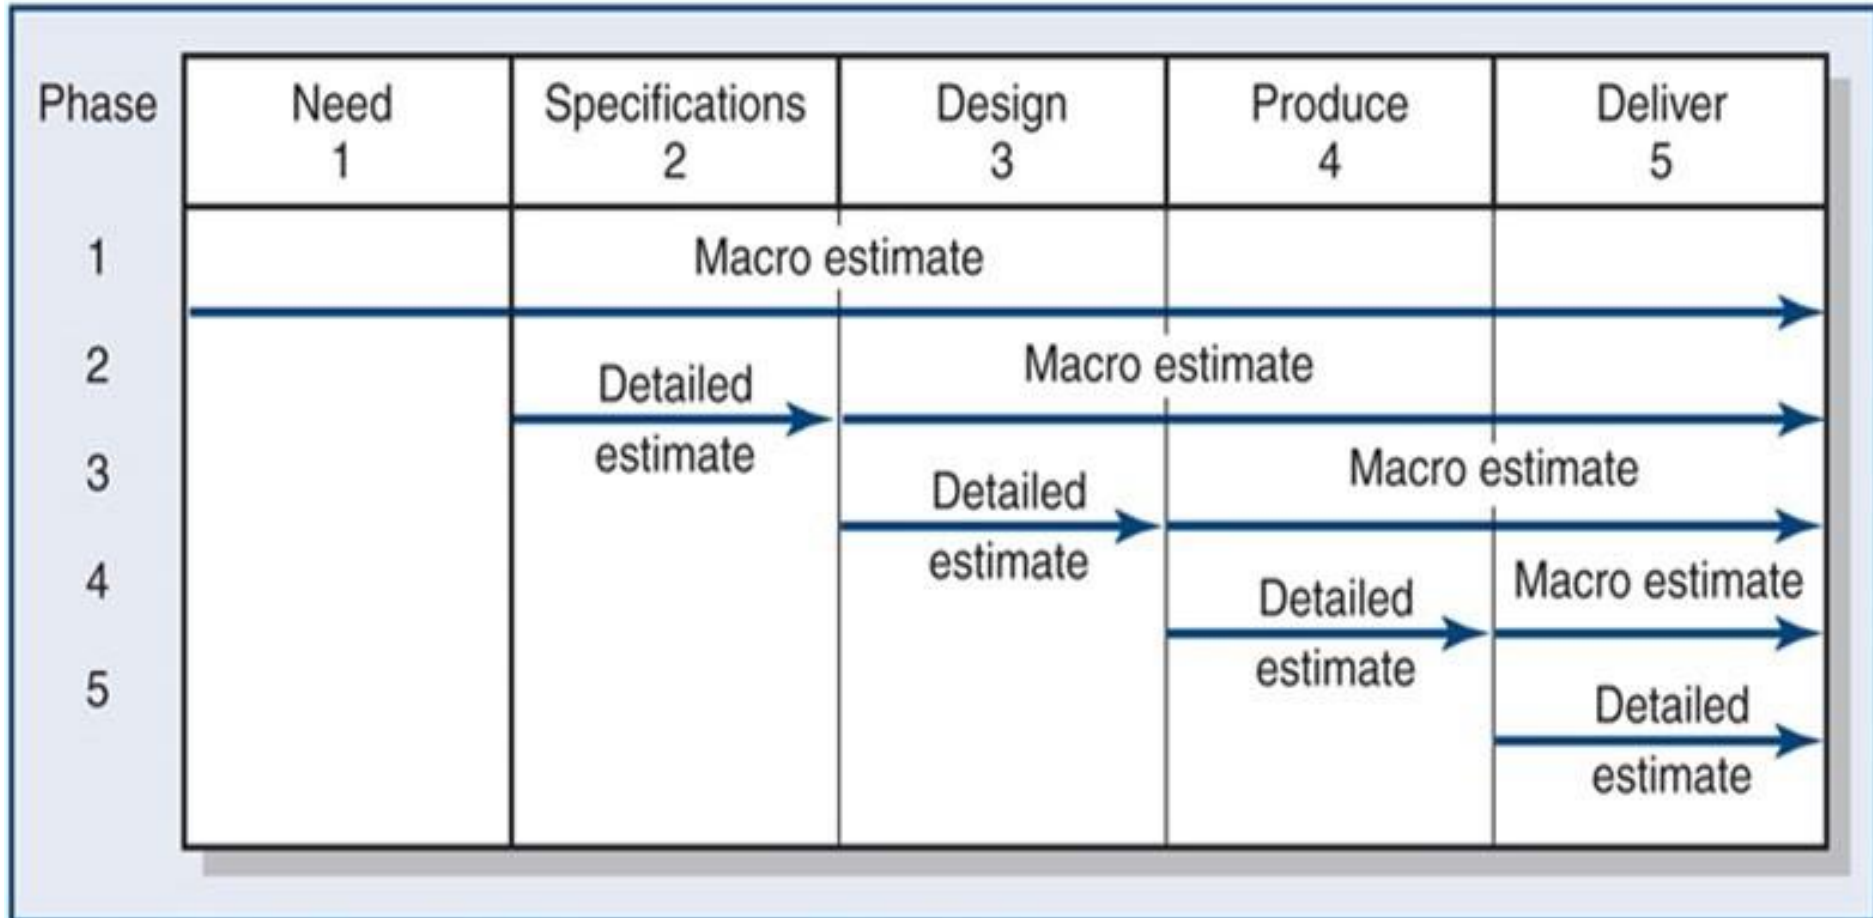 Phase
Need
1
Specifications
2
Design
3
Produce
4
Deliver
5
1
Macro estimate
2
Detailed
estimate
Macro estimate
3
Detailed
estimate
Macro estimate
4
Detailed
estimate
Macro estimate
5
Detailed
estimate